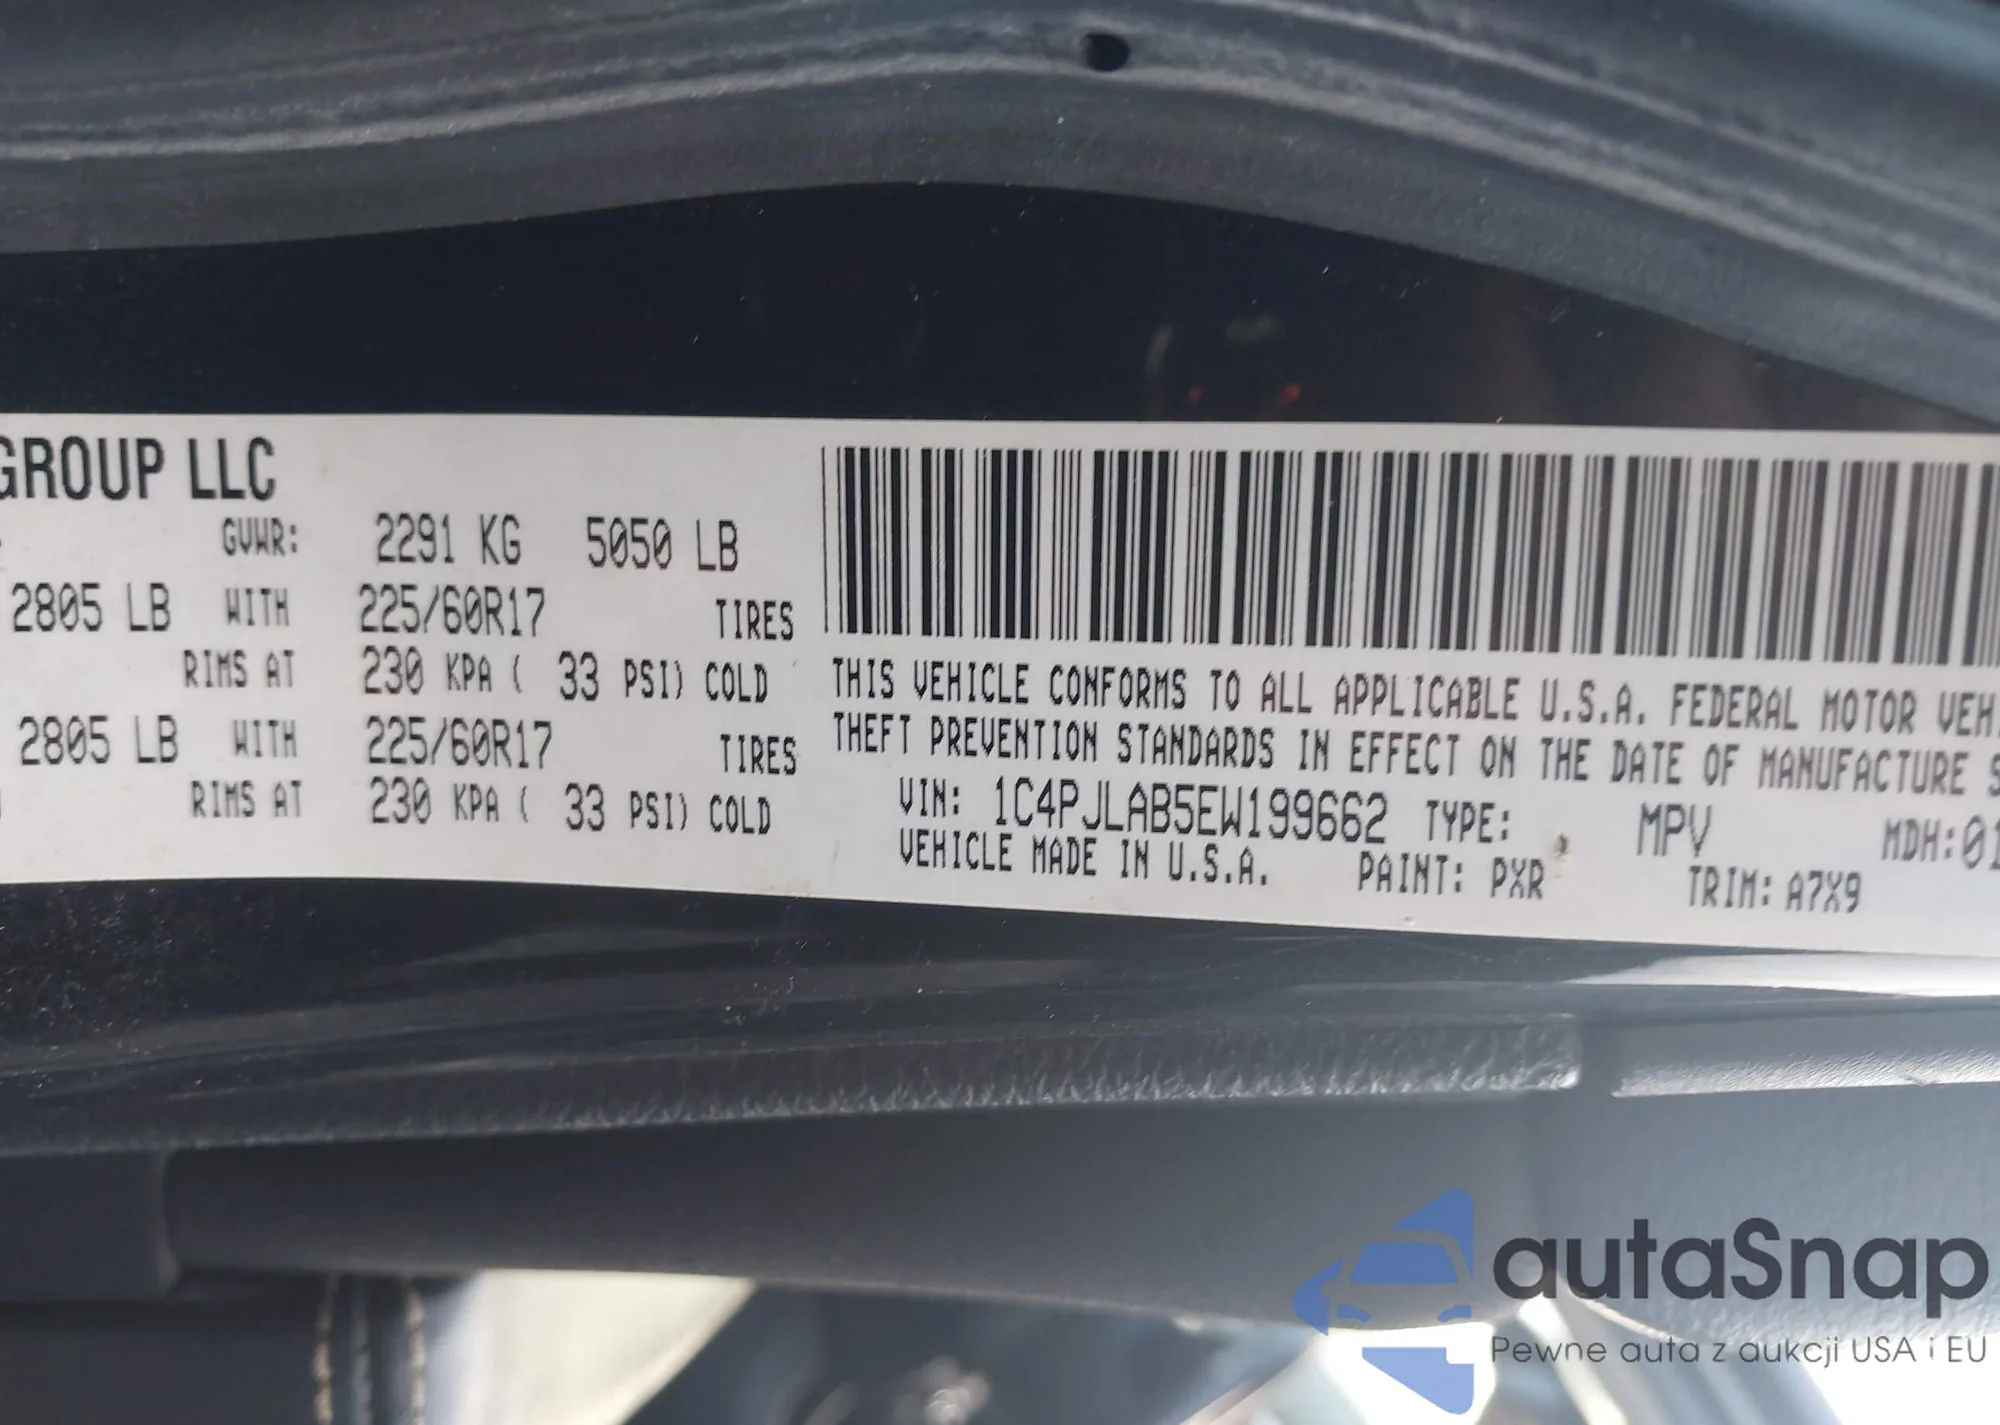 GROUP LLC
GVWR: 2291 KG 5050 LB
2805 LB WITH 225/60R17 TIRES
RIMS AT 230 KPA ( 33 PSI) COLD
2805 LB WITH 225/60R17 TIRES
RIMS AT 230 KPA ( 33 PSI) COLD
THIS VEHICLE CONFORMS TO ALL APPLICABLE U.S.A. FEDERAL MOTOR VEH
THEFT PREVENTION STANDARDS IN EFFECT ON THE DATE OF MANUFACTURE S
VIN: 1C4PJLAB5EW199662 TYPE: MPV MDH:01
VEHICLE MADE IN U.S.A. PAINT: PXR TRIM: A7X9
autaSnap
Pewne auta z aukcji USA i EU